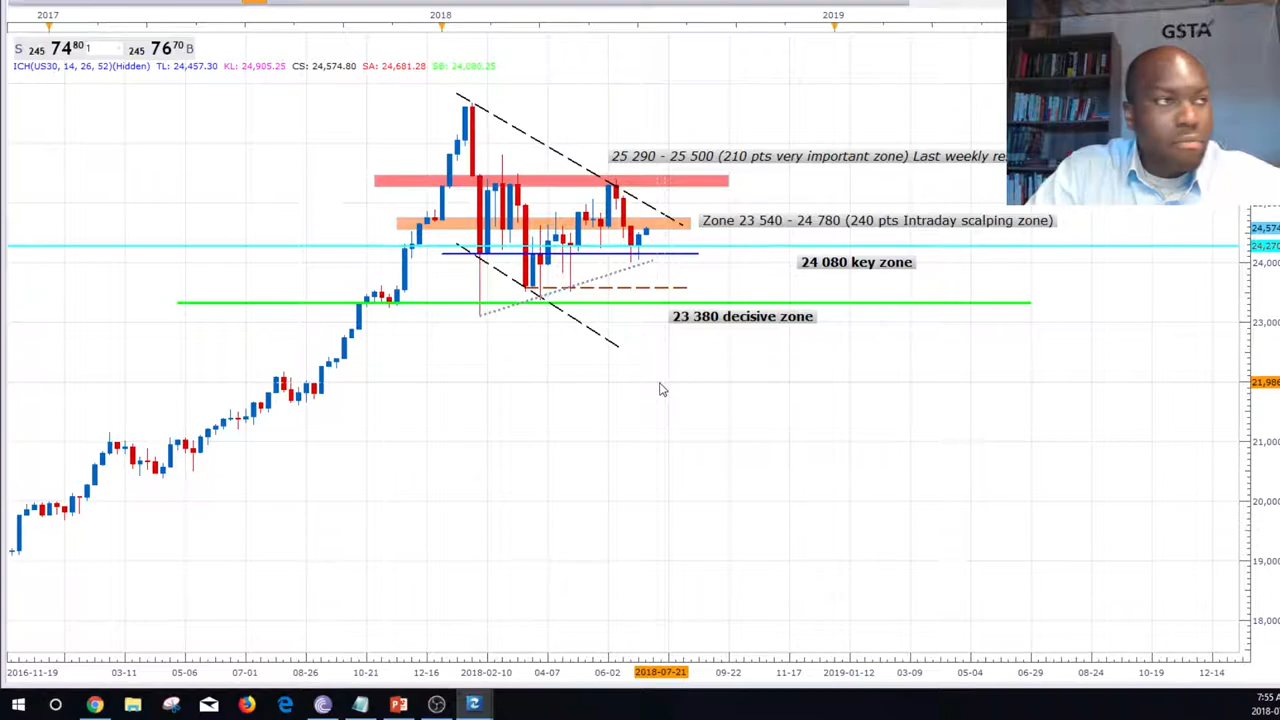 2017 2018 2019
GSTA
S 245 74 80 1 245 76 70 B
ICH(US30, 14, 26, 52)(Hidden) TL: 24,457.30 KL: 24,905.25 CS: 24,574.80 SA: 24,681.28 SB: 24,080.25
25 290 - 25 500 (210 pts very important zone) Last weekly
Zone 23 540 - 24 780 (240 pts Intraday scalping zone)
24,574
24,270
24 080 key zone
24,000
23 380 decisive zone
23,000
21,986
21,000
20,000
19,000
18,000
2016-11-19 03-11 05-06 07-01 08-26 10-21 12-16 2018-02-10 04-07 06-02 2018-07-21 09-22 11-17 2019-01-12 03-09 05-04 06-29 08-24 10-19 12-14
7:55
2018-07